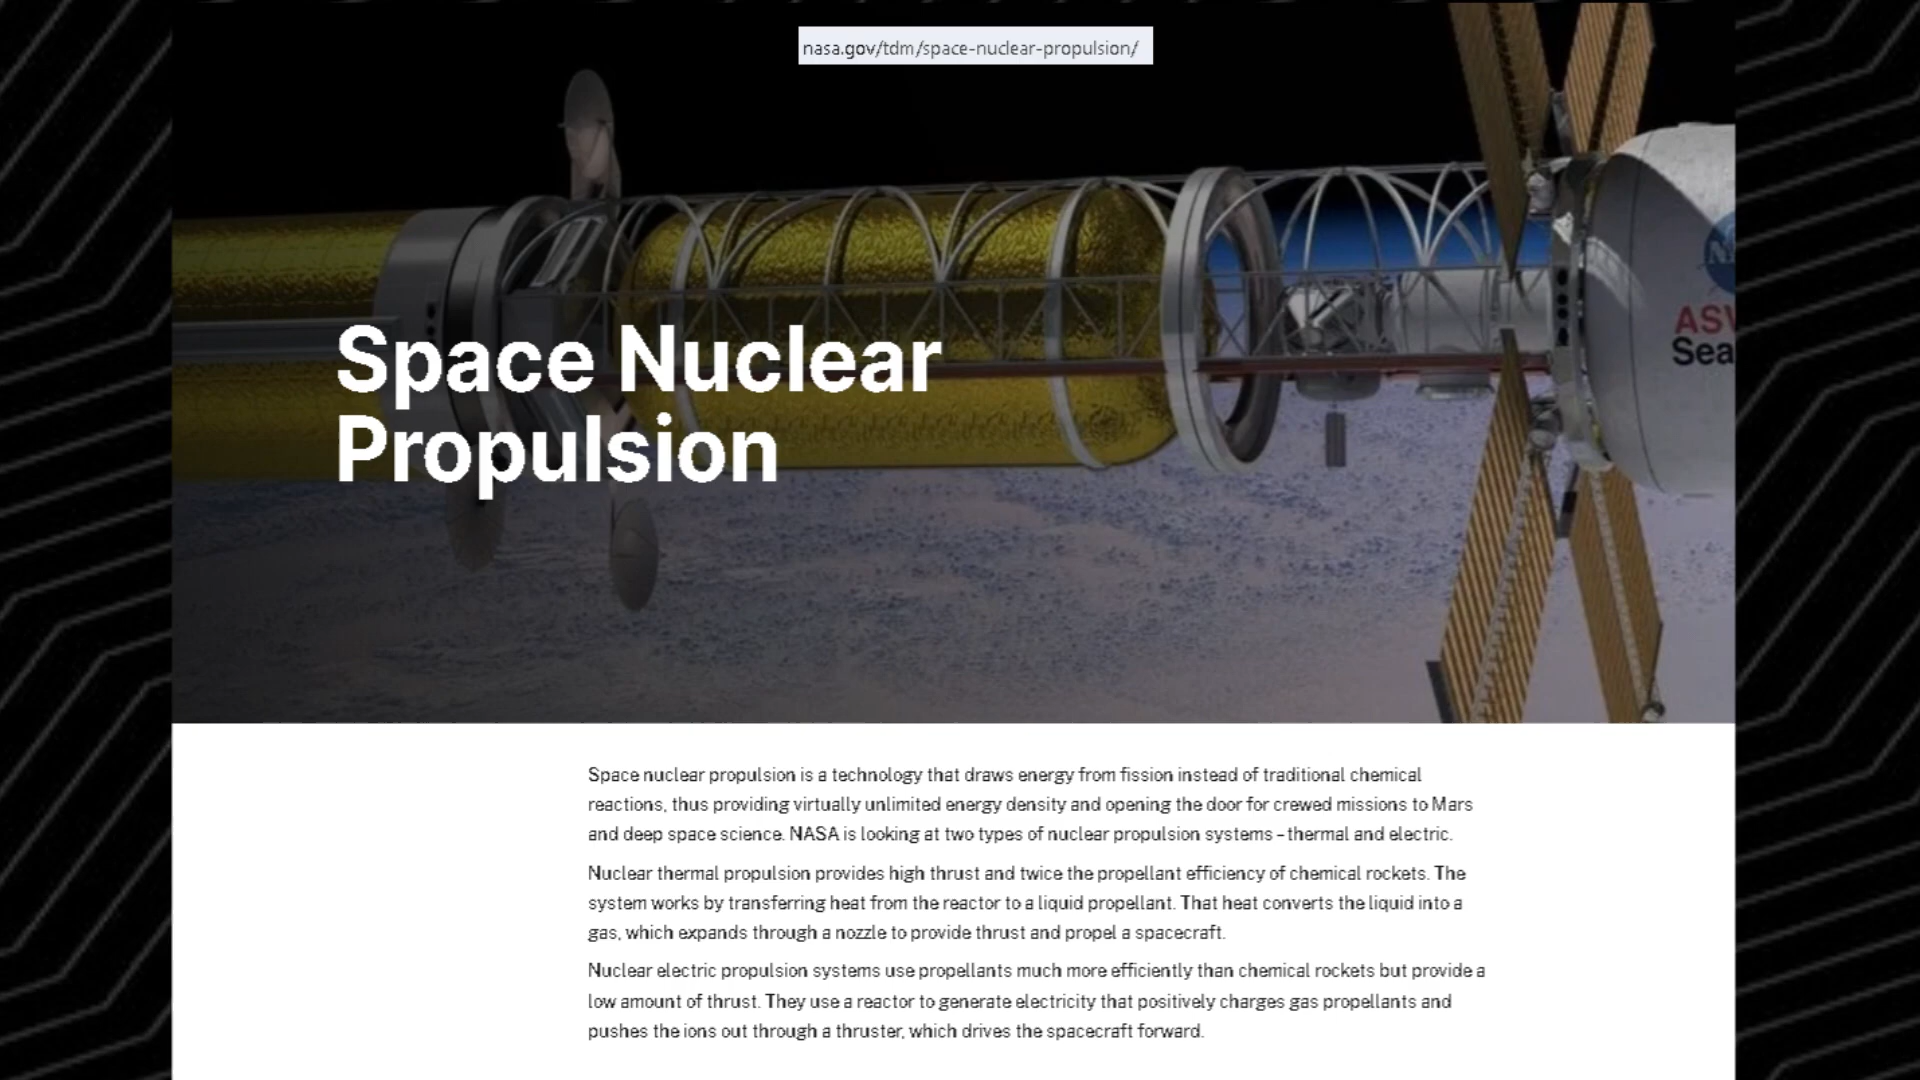 nasa.gov/tdm/space-nuclear-propulsion/
ASV
Sea
Space Nuclear
Propulsion
Space nuclear propulsion is a technology that draws energy from fission instead of traditional chemical
reactions, thus providing virtually unlimited energy density and opening the door for crewed missions to Mars
and deep space science. NASA is looking at two types of nuclear propulsion systems – thermal and electric.
Nuclear thermal propulsion provides high thrust and twice the propellant efficiency of chemical rockets. The
system works by transferring heat from the reactor to a liquid propellant. That heat converts the liquid into a
gas, which expands through a nozzle to provide thrust and propel a spacecraft.
Nuclear electric propulsion systems use propellants much more efficiently than chemical rockets but provide a
low amount of thrust. They use a reactor to generate electricity that positively charges gas propellants and
pushes the ions out through a thruster, which drives the spacecraft forward.